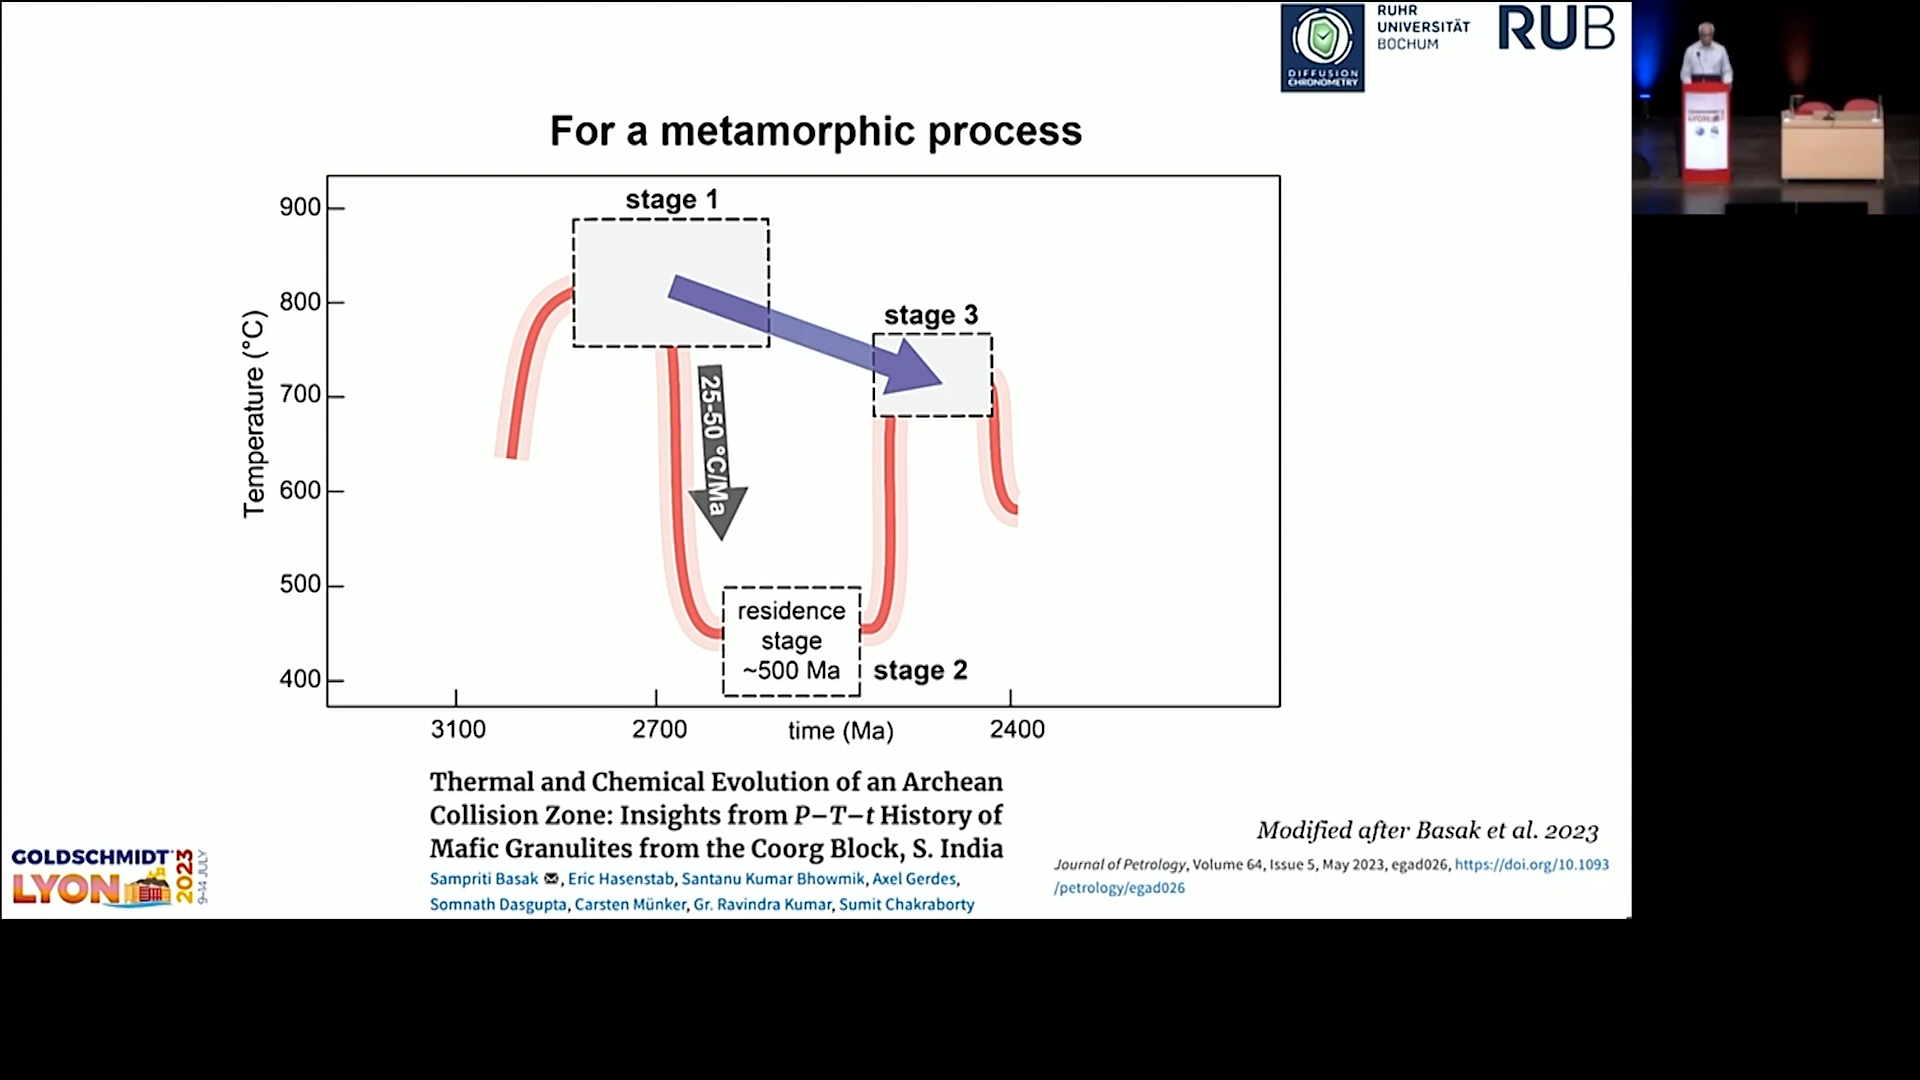 RUHR
UNIVERSITÄT
BOCHUM
RUB
DIFFUSION
CHRONOMETRY
For a metamorphic process
stage 1
900
800
700
600
500
400
Temperature (°C)
stage 3
25-50 °C/Ma
residence
stage
~500 Ma
stage 2
3100
2700
time (Ma)
2400
Thermal and Chemical Evolution of an Archean
Collision Zone: Insights from P–T–t History of
Mafic Granulites from the Coorg Block, S. India
Sampriti Basak, Eric Hasenstab, Santanu Kumar Bhowmik, Axel Gerdes,
Somnath Dasgupta, Carsten Münker, Gr. Ravindra Kumar, Sumit Chakraborty
Modified after Basak et al. 2023
Journal of Petrology, Volume 64, Issue 5, May 2023, egad026, https://doi.org/10.1093
/petrology/egad026
GOLDSCHMIDT
LYON
2023
9-14 JULY